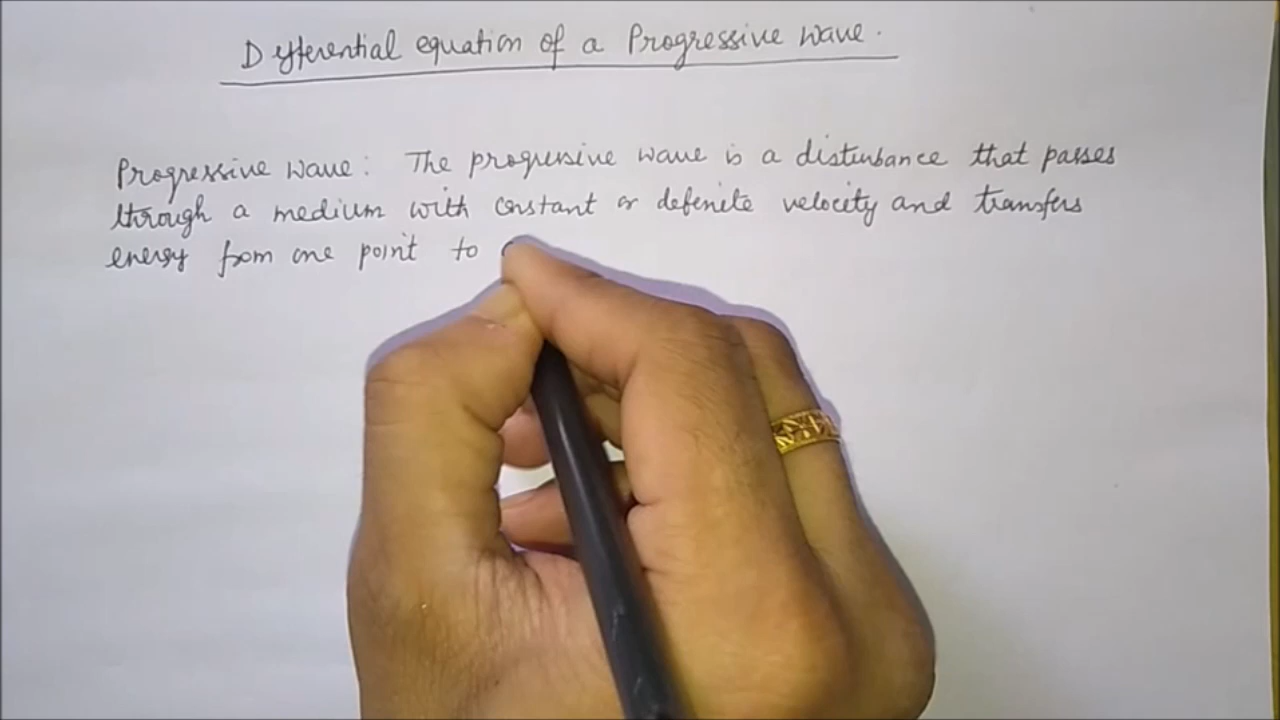 Differential equation of a Progressive wave.
Progressive wave: The progressive wave is a disturbance that passes
through a medium with constant or definite velocity and transfers
energy from one point to